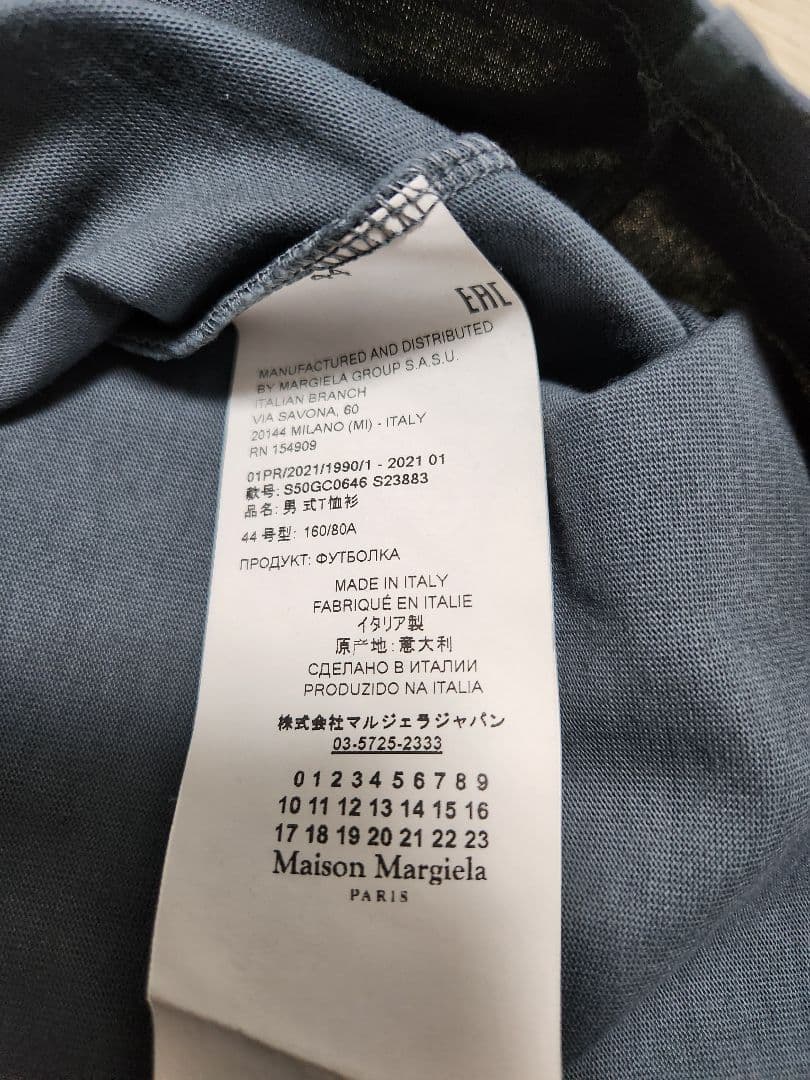 44
EAC
MANUFACTURED AND DISTRIBUTED
BY MARGIELA GROUP S.A.S.U.
ITALIAN BRANCH
VIA SAVONA, 60
20144 MILANO (MI) - ITALY
RN 154909
01PR/2021/1990/1 - 2021 01
款号: S50GC0646 S23883
品名: 男 式T恤衫
44 号型: 160/80A
ПРОДУКТ: ФУТБОЛКА
MADE IN ITALY
FABRIQUÉ EN ITALIE
イタリア製
原产地: 意大利
СДЕЛАНО В ИТАЛИИ
PRODUZIDO NA ITALIA
株式会社マルジェラジャパン
03-5725-2333
0 1 2 3 4 5 6 7 8 9
10 11 12 13 14 15 16
17 18 19 20 21 22 23
Maison Margiela
PARIS